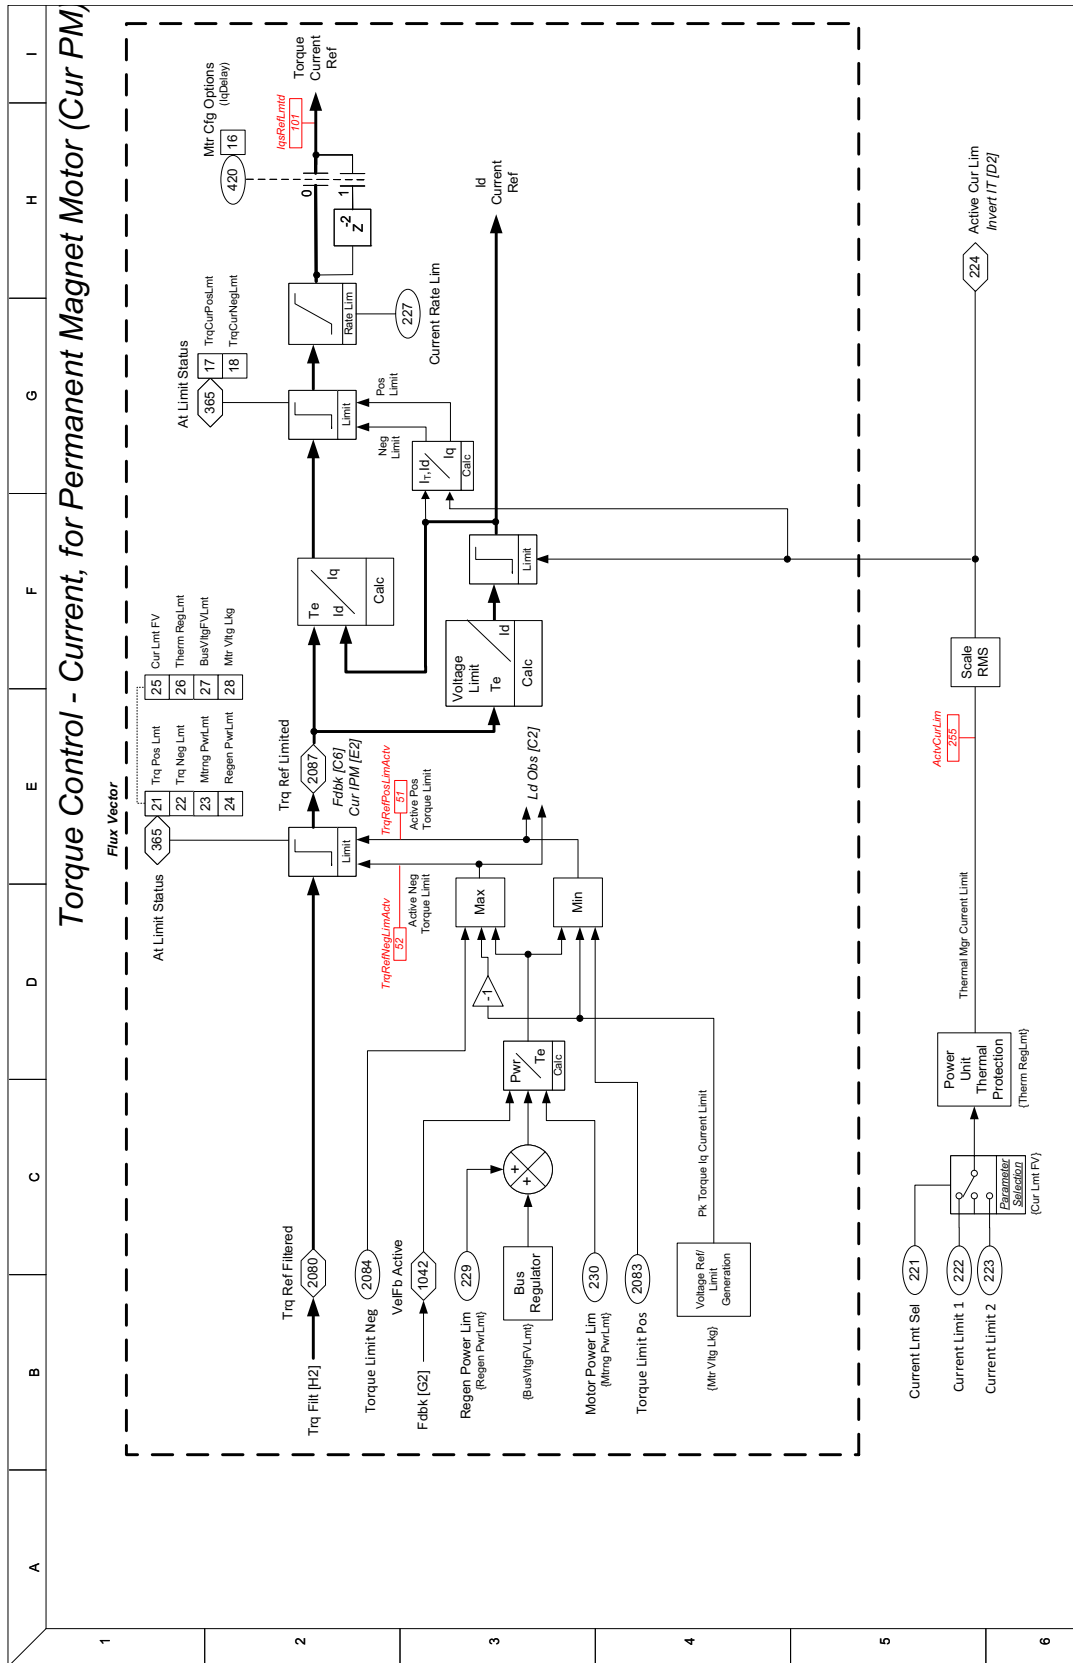 Torque Control - Current, for Permanent Magnet Motor (Cur PM)
A
B
C
D
E
F
G
H
I
1
2
3
4
5
6
Flux Vector
At Limit Status
365
21
Trq Pos Lmt
22
Trq Neg Lmt
23
Mtrng PwrLmt
24
Regen PwrLmt
25
Cur Lmt FV
26
Therm RegLmt
27
BusVltgFVLmt
28
Mtr Vltg Lkg
At Limit Status
365
17
TrqCurPosLmt
18
TrqCurNegLmt
Mtr Cfg Options
(IqDelay)
420
16
Trq Filt [H2]
Trq Ref Filtered
2080
Limit
Trq Ref Limited
2087
Fdbk [C6]
Cur IPM [E2]
Te
Iq
Id
Calc
Limit
Rate Lim
227
Current Rate Lim
0
1
Z-2
IqsRefLmtd
101
Torque
Current
Ref
Torque Limit Neg
2084
TrqRefNegLimActv
52
Active Neg
Torque Limit
TrqRefPosLimActv
51
Active Pos
Torque Limit
Neg
Limit
Pos
Limit
IT,Id
Iq
Calc
Fdbk [G2]
VelFb Active
1042
Regen Power Lim
{Regen PwrLmt}
229
+
+
Bus
Regulator
{BusVltgFVLmt}
Pwr
Te
Calc
-1
Max
Min
Ld Obs [C2]
Voltage
Limit
Te
Id
Calc
Limit
Id
Current
Ref
Motor Power Lim
{Mtrng PwrLmt}
230
Torque Limit Pos
2083
Voltage Ref/
Limit
Generation
{Mtr Vltg Lkg}
Pk Torque Iq Current Limit
Current Lmt Sel
221
Current Limit 1
222
Current Limit 2
223
Parameter
Selection
{Cur Lmt FV}
Power
Unit
Thermal
Protection
{Therm RegLmt}
Thermal Mgr Current Limit
ActvCurLim
255
Scale
RMS
224
Active Cur Lim
Invert IT [D2]